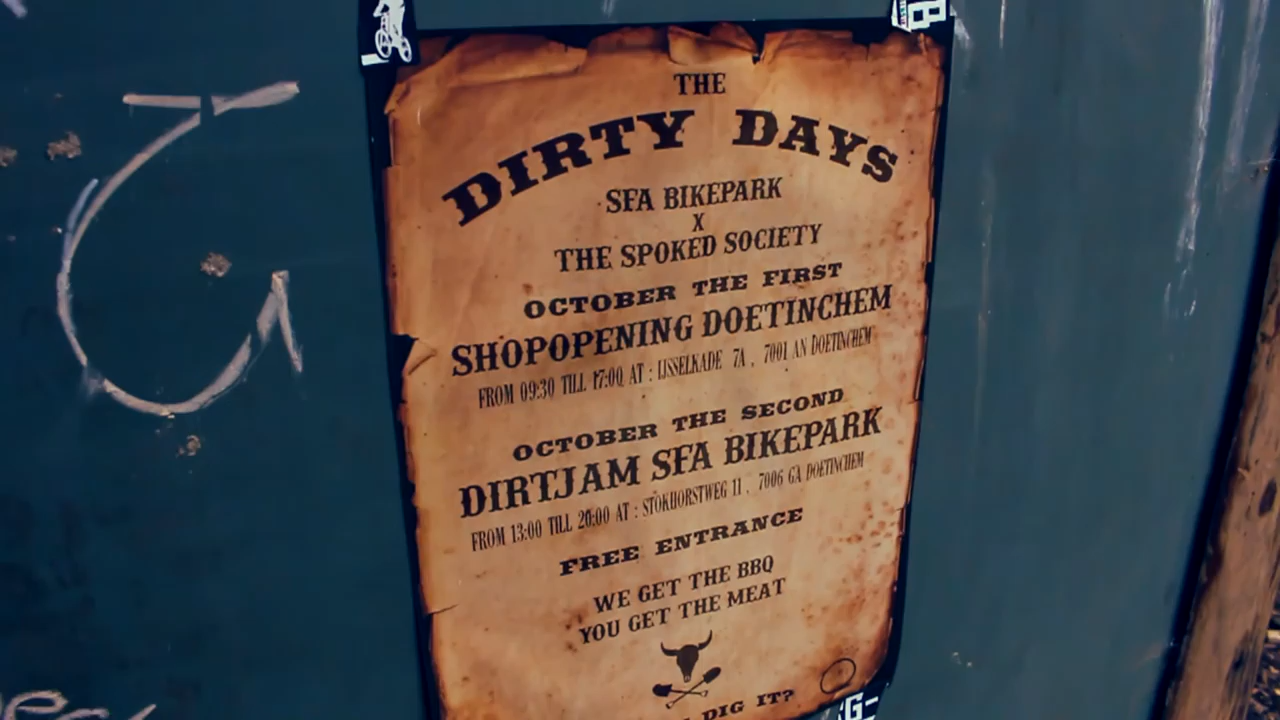 THE
DIRTY DAYS
SFA BIKEPARK
X
THE SPOKED SOCIETY
OCTOBER THE FIRST
SHOPOPENING DOETINCHEM
FROM 09:30 TILL 17:00 AT : IJSSELKADE 7A , 7001 AN DOETINCHEM
OCTOBER THE SECOND
DIRTJAM SFA BIKEPARK
FROM 13:00 TILL 20:00 AT : STOKHORSTWEG 11 , 7006 GA DOETINCHEM
FREE ENTRANCE
WE GET THE BBQ
YOU GET THE MEAT
DIG IT?